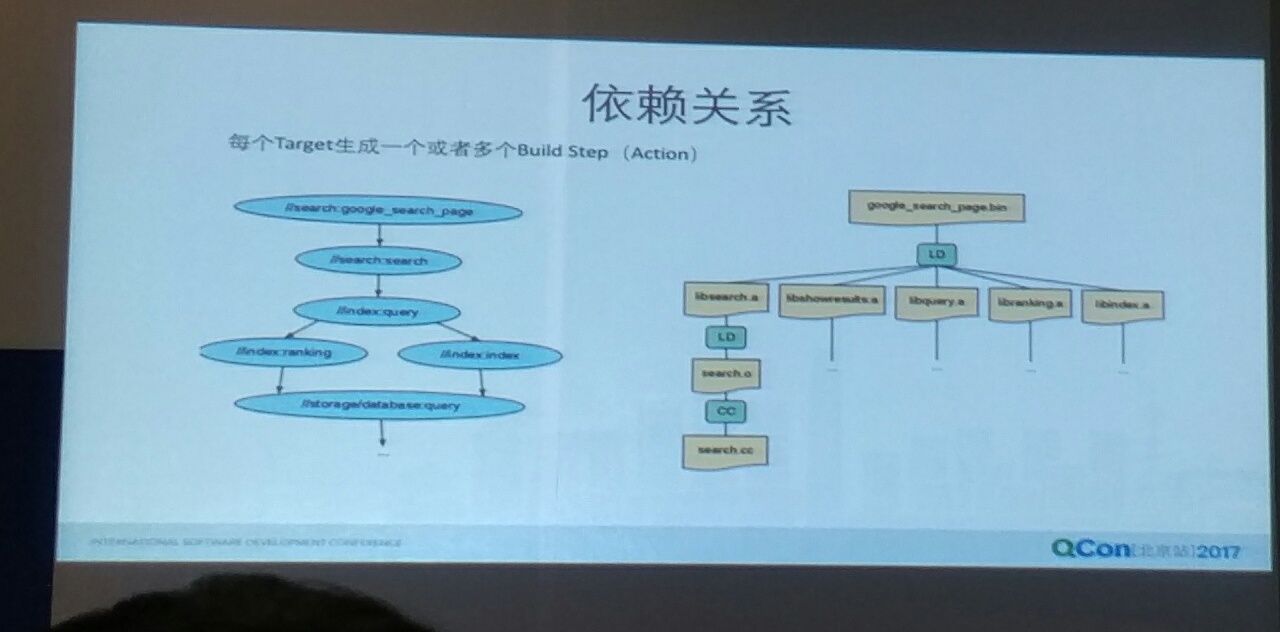 依赖关系
每个Target生成一个或者多个Build Step（Action）
//search:google_search_page
//search:search
//index:query
//index:ranking
//index:index
//storage/database:query
...
google_search_page.bin
LD
libsearch.a
libshowresults.a
libquery.a
libranking.a
libindex.a
LD
search.o
CC
search.cc
...
...
...
...
INTERNATIONAL SOFTWARE DEVELOPMENT CONFERENCE
QCon[北京站]2017